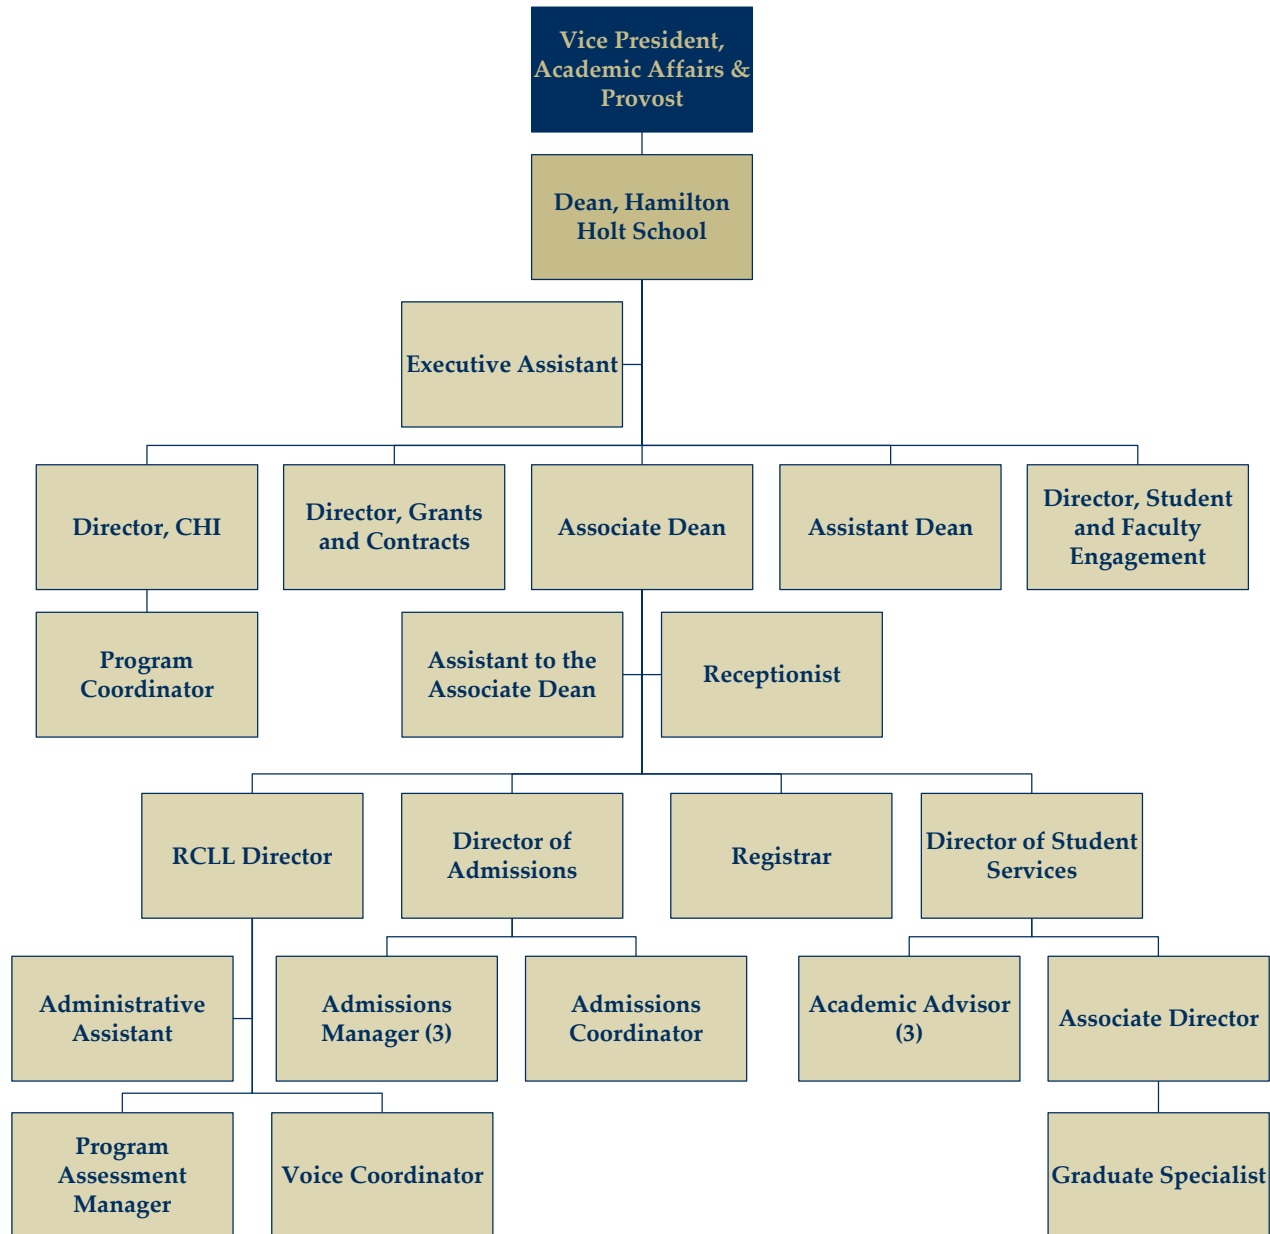 Vice President,
Academic Affairs &
Provost
Dean, Hamilton
Holt School
Executive Assistant
Director, CHI
Director, Grants
and Contracts
Associate Dean
Assistant Dean
Director, Student
and Faculty
Engagement
Program
Coordinator
Assistant to the
Associate Dean
Receptionist
RCLL Director
Director of
Admissions
Registrar
Director of Student
Services
Administrative
Assistant
Admissions
Manager (3)
Admissions
Coordinator
Academic Advisor
(3)
Associate Director
Program
Assessment
Manager
Voice Coordinator
Graduate Specialist